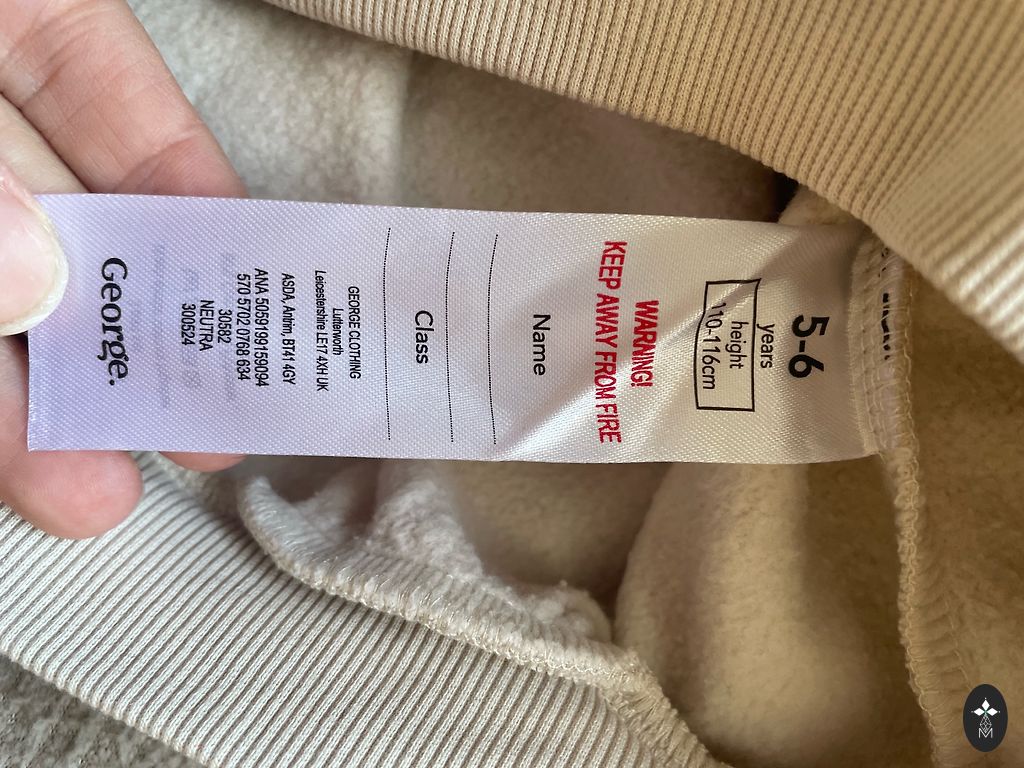 5-6
years
height
110-116cm
WARNING!
KEEP AWAY FROM FIRE
Name
Class
GEORGE CLOTHING
Lutterworth
Leicestershire LE17 4XH UK
ASDA, Antrim, BT41 4GY
ANA 5059199159094
570 5702 0768 634
30582
NEUTRA
300524
George.
M